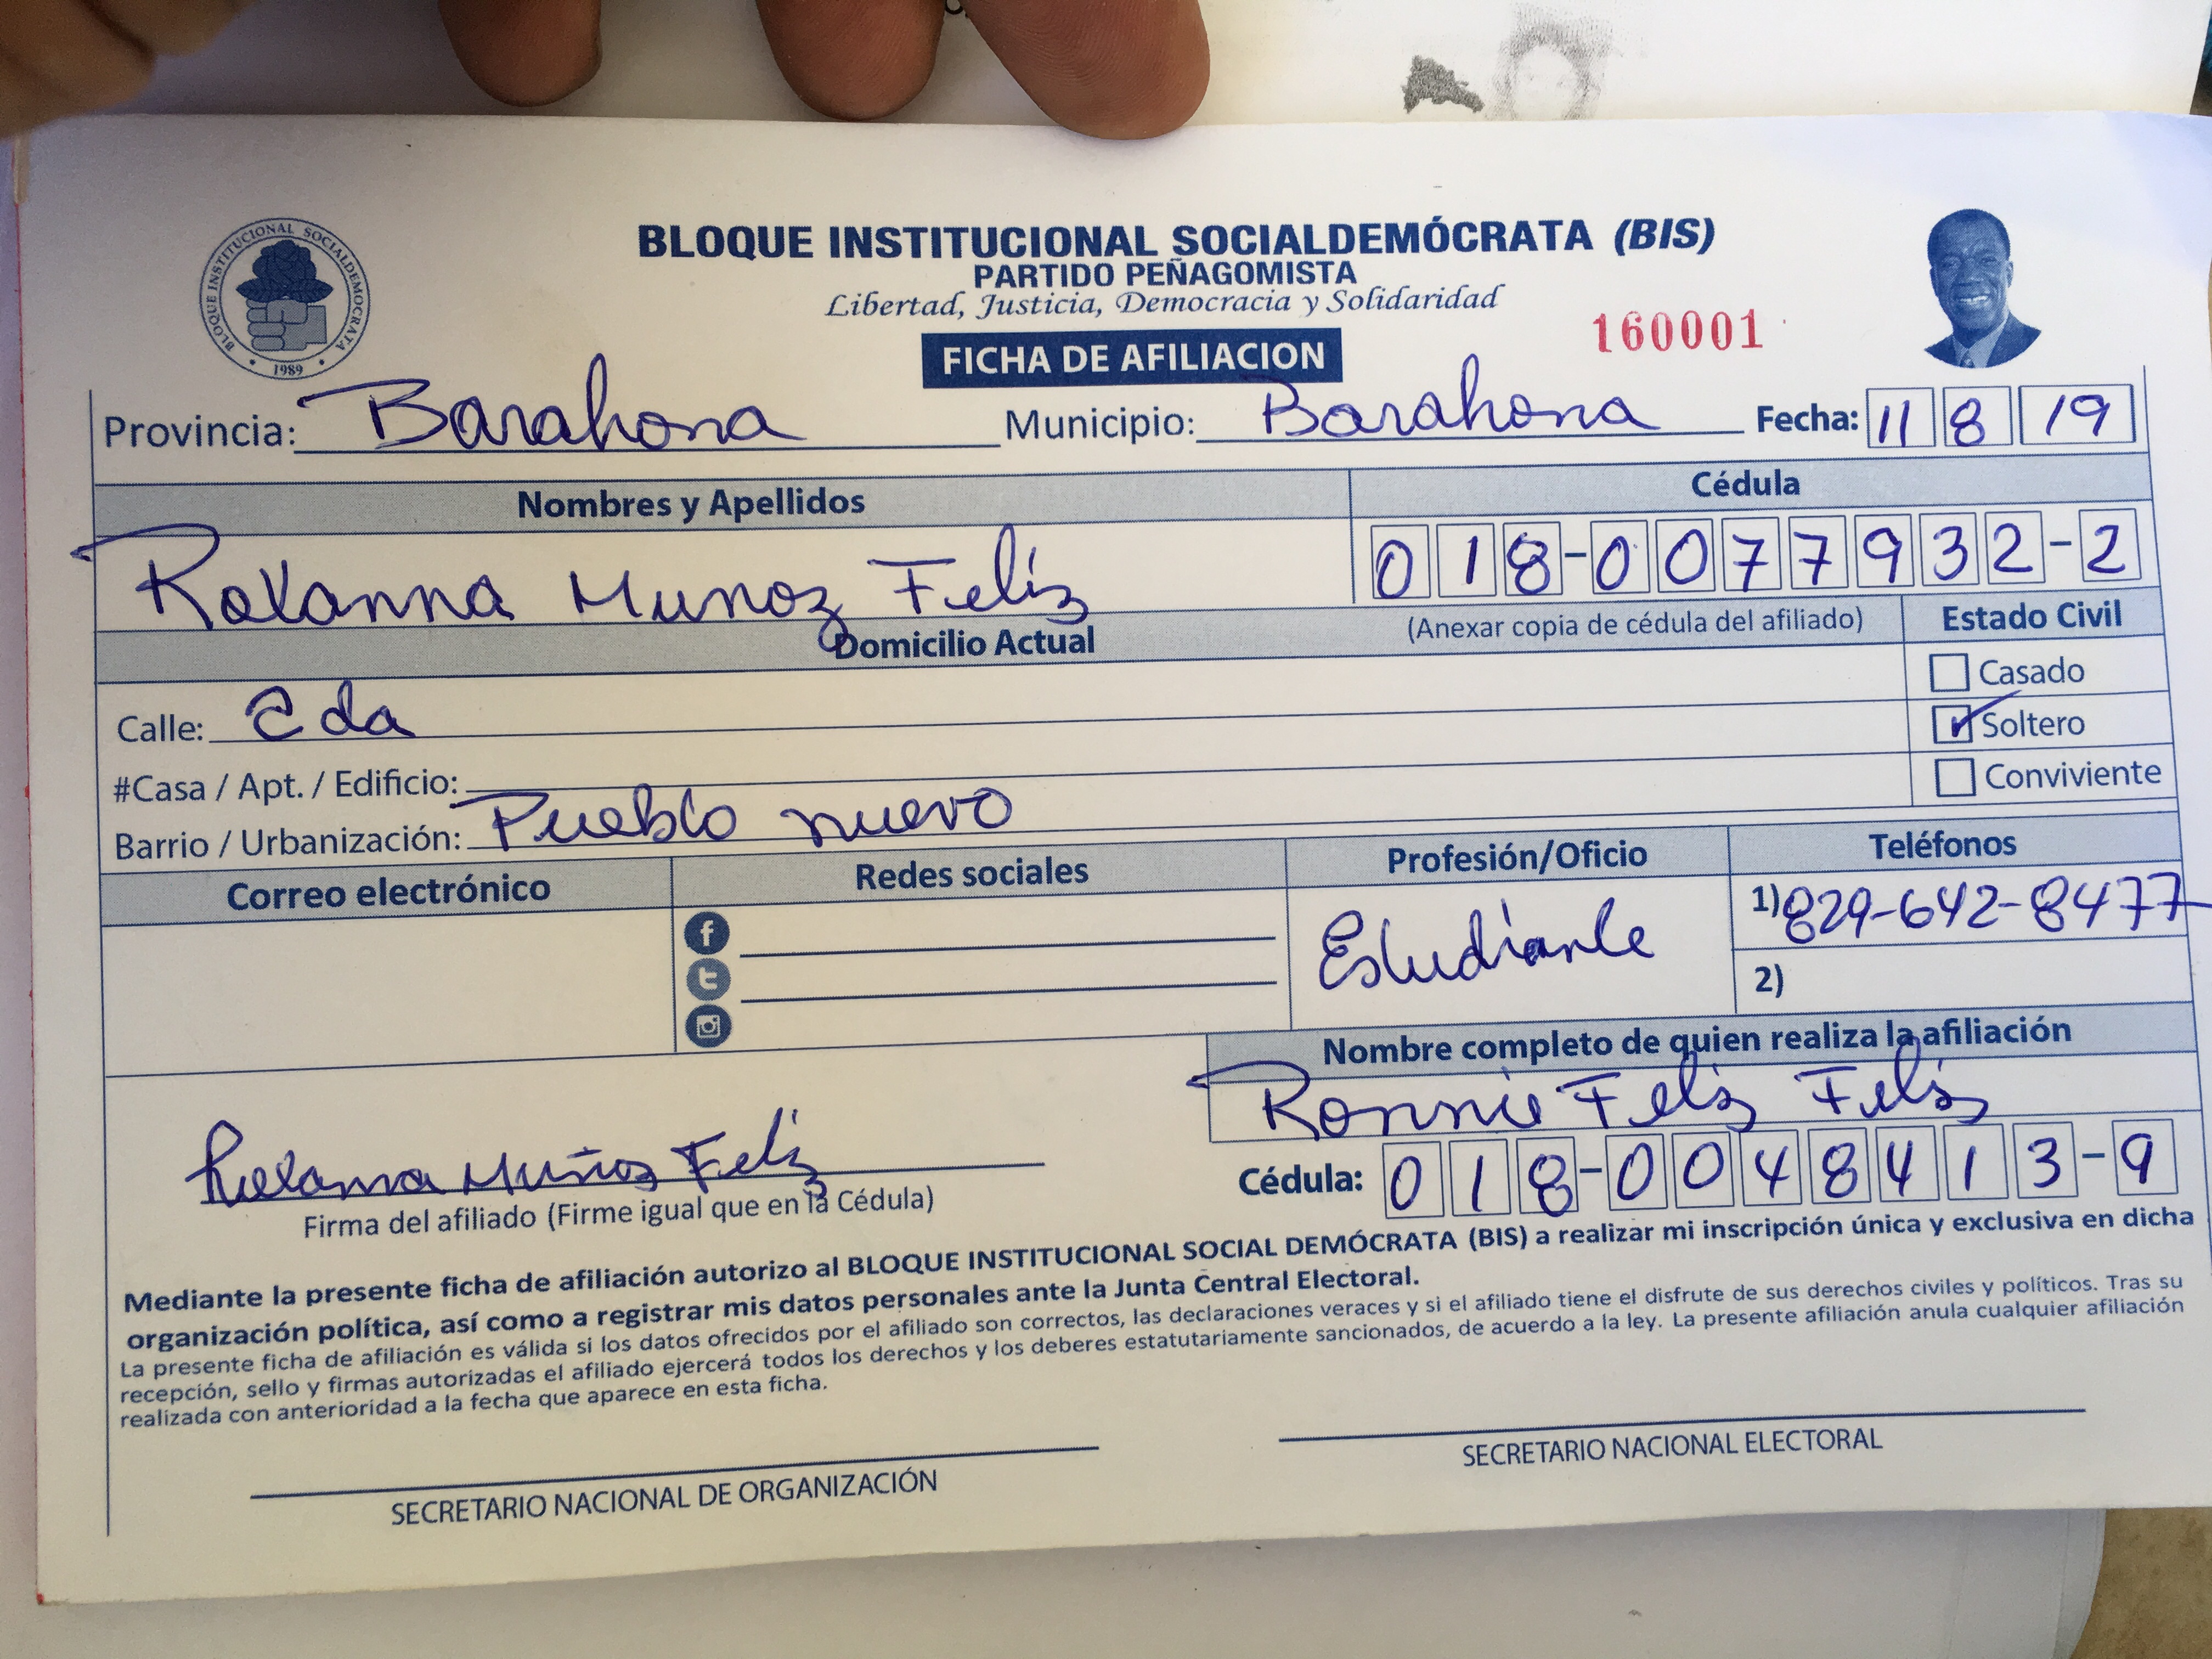 BLOQUE INSTITUCIONAL SOCIALDEMÓCRATA (BIS)
PARTIDO PEÑAGOMISTA
Libertad, Justicia, Democracia y Solidaridad
BLOQUE INSTITUCIONAL SOCIALDEMOCRATA
1989
160001
FICHA DE AFILIACION
Provincia: Barahona Municipio: Barahona Fecha: 11 8 19
Nombres y Apellidos Cédula
Roxanna Munoz Feliz 018-0077932-2
Domicilio Actual (Anexar copia de cédula del afiliado) Estado Civil
Casado
Calle: 2da Soltero
#Casa / Apt. / Edificio: Conviviente
Barrio / Urbanización: Pueblo nuevo
Correo electrónico Redes sociales Profesión/Oficio Teléfonos
1) 829-642-8477
Estudiante
2)
Nombre completo de quien realiza la afiliación
Ronnie Feliz Feliz
Roxanna Muñoz Feliz
Cédula: 018-0048413-9
Firma del afiliado (Firme igual que en la Cédula)
Mediante la presente ficha de afiliación autorizo al BLOQUE INSTITUCIONAL SOCIAL DEMÓCRATA (BIS) a realizar mi inscripción única y exclusiva en dicha
organización política, así como a registrar mis datos personales ante la Junta Central Electoral.
La presente ficha de afiliación es válida si los datos ofrecidos por el afiliado son correctos, las declaraciones veraces y si el afiliado tiene el disfrute de sus derechos civiles y políticos. Tras su
recepción, sello y firmas autorizadas el afiliado ejercerá todos los derechos y los deberes estatutariamente sancionados, de acuerdo a la ley. La presente afiliación anula cualquier afiliación
realizada con anterioridad a la fecha que aparece en esta ficha.
SECRETARIO NACIONAL DE ORGANIZACIÓN
SECRETARIO NACIONAL ELECTORAL